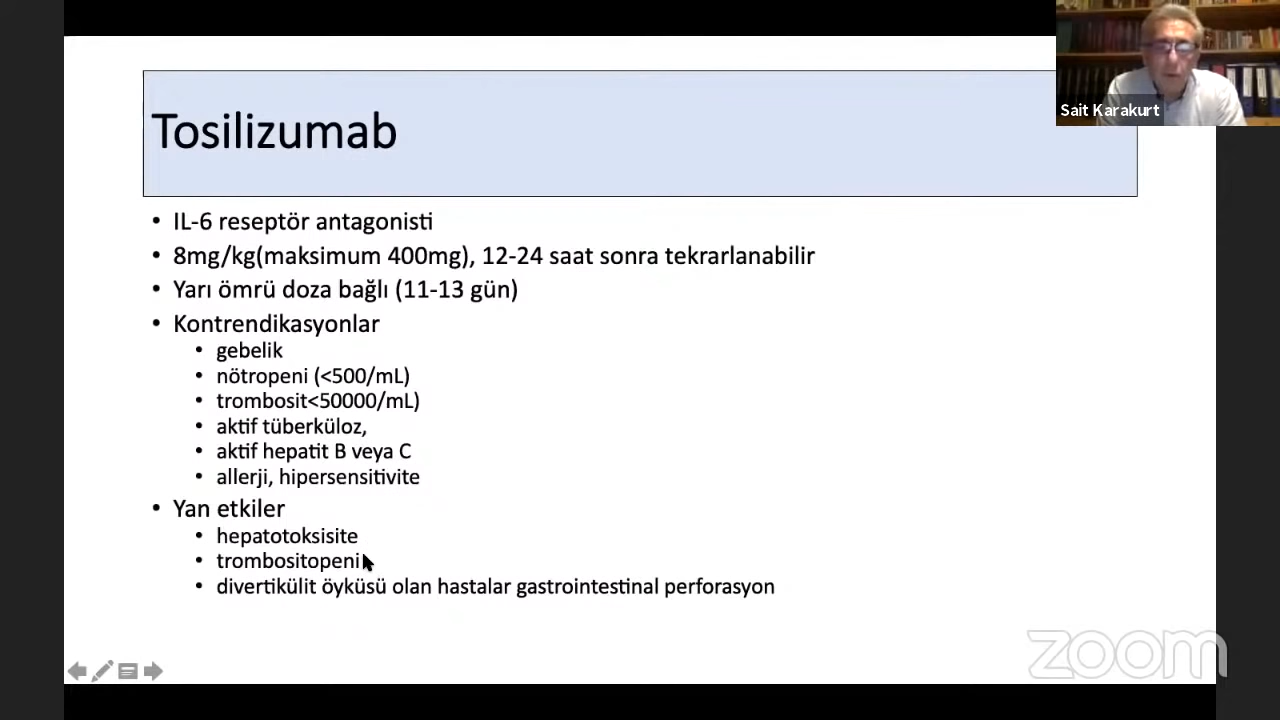 Sait Karakurt
Tosilizumab
• IL-6 reseptör antagonisti
• 8mg/kg(maksimum 400mg), 12-24 saat sonra tekrarlanabilir
• Yarı ömrü doza bağlı (11-13 gün)
• Kontrendikasyonlar
• gebelik
• nötropeni (<500/mL)
• trombosit<50000/mL)
• aktif tüberküloz,
• aktif hepatit B veya C
• allerji, hipersensitivite
• Yan etkiler
• hepatotoksisite
• trombositopeni
• divertikülit öyküsü olan hastalar gastrointestinal perforasyon
zoom